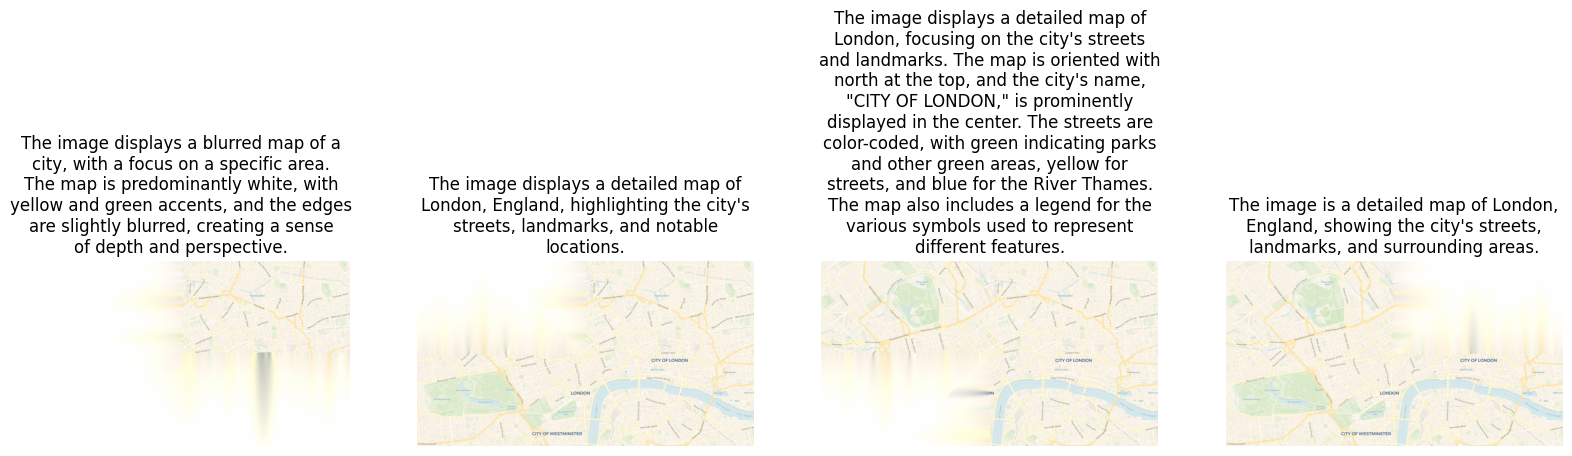 The image displays a blurred map of a
city, with a focus on a specific area.
The map is predominantly white, with
yellow and green accents, and the edges
are slightly blurred, creating a sense
of depth and perspective.
The image displays a detailed map of
London, England, highlighting the city's
streets, landmarks, and notable
locations.
CITY OF LONDON
LONDON
CITY OF WESTMINSTER
The image displays a detailed map of
London, focusing on the city's streets
and landmarks. The map is oriented with
north at the top, and the city's name,
"CITY OF LONDON," is prominently
displayed in the center. The streets are
color-coded, with green indicating parks
and other green areas, yellow for
streets, and blue for the River Thames.
The map also includes a legend for the
various symbols used to represent
different features.
CITY OF LONDON
The image is a detailed map of London,
England, showing the city's streets,
landmarks, and surrounding areas.
CITY OF LONDON
LONDON
CITY OF WESTMINSTER